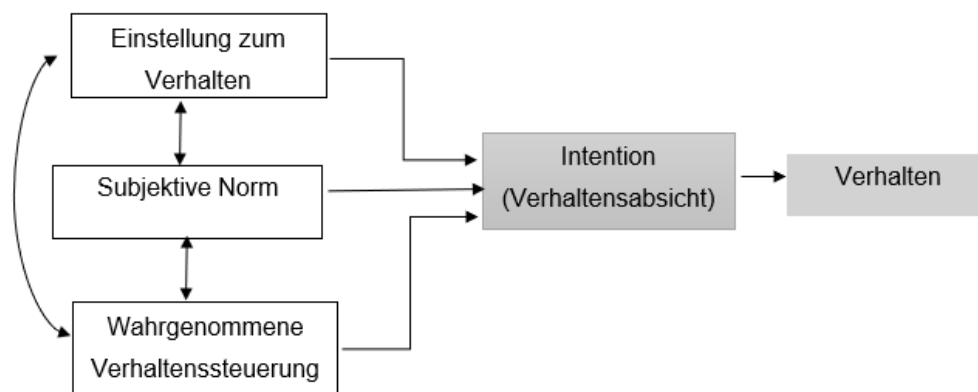 Einstellung zum
Verhalten
Subjektive Norm
Wahrgenommene
Verhaltenssteuerung
Intention
(Verhaltensabsicht)
Verhalten